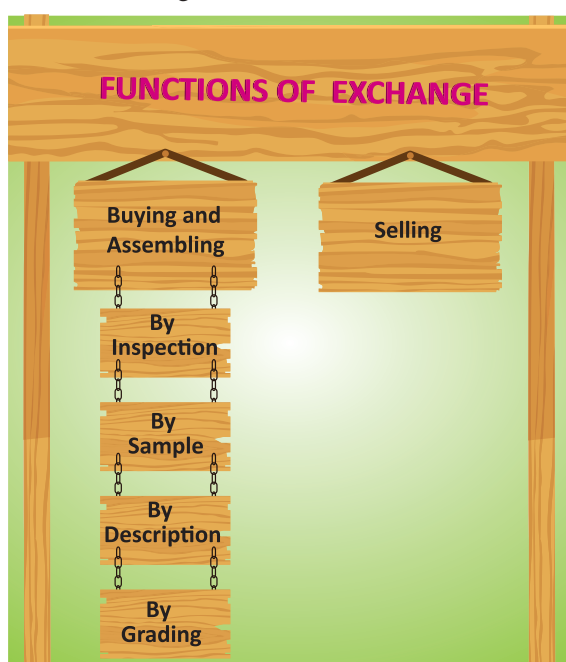 FUNCTIONS OF EXCHANGE
Buying and
Assembling
Selling
By
Inspection
By
Sample
By
Description
By
Grading